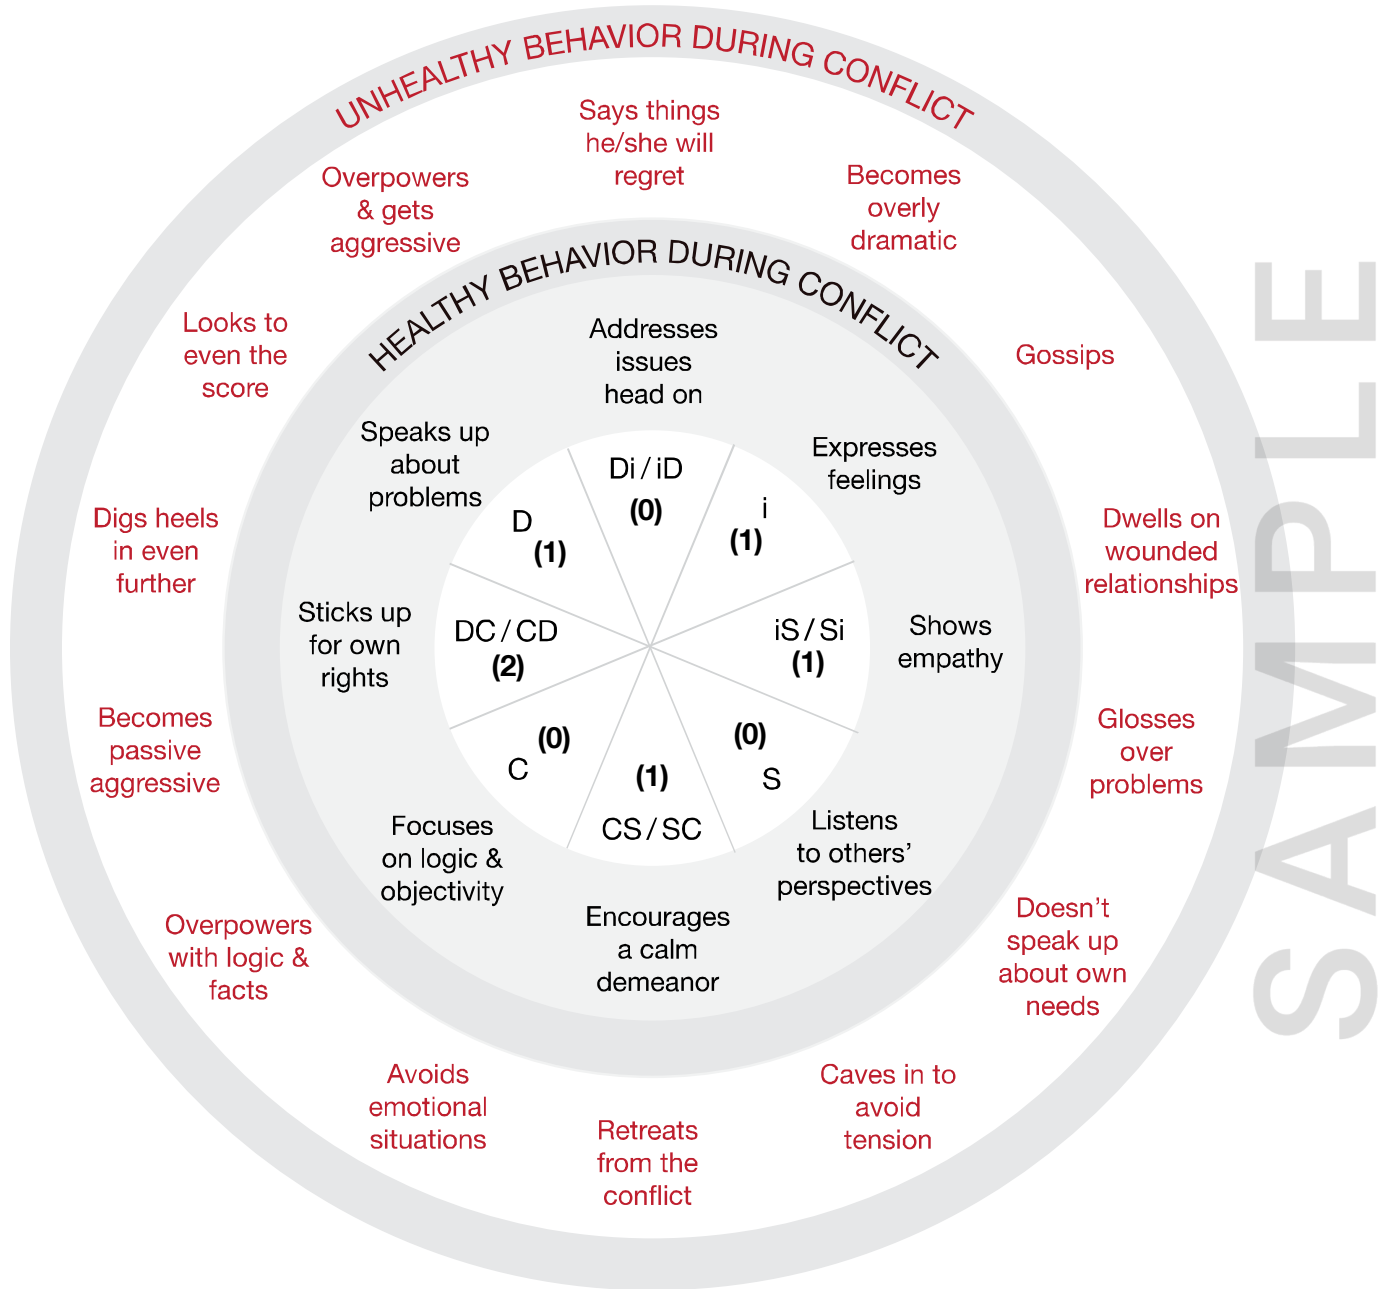 UNHEALTHY BEHAVIOR DURING CONFLICT
Says things
he/she will
regret
Becomes
overly
dramatic
Gossips
Dwells on
wounded
relationships
Glosses
over
problems
Doesn't
speak up
about own
needs
Caves in to
avoid
tension
Retreats
from the
conflict
Avoids
emotional
situations
Overpowers
with logic &
facts
Becomes
passive
aggressive
Digs heels
in even
further
Looks to
even the
score
Overpowers
& gets
aggressive
HEALTHY BEHAVIOR DURING CONFLICT
Addresses
issues
head on
Expresses
feelings
Shows
empathy
Listens
to others’
perspectives
Encourages
a calm
demeanor
Focuses
on logic &
objectivity
Sticks up
for own
rights
Speaks up
about
problems
Di / iD
(0)
i
(1)
iS / Si
(1)
(0)
S
(1)
CS / SC
(0)
C
DC / CD
(2)
D
(1)
SAMPLE